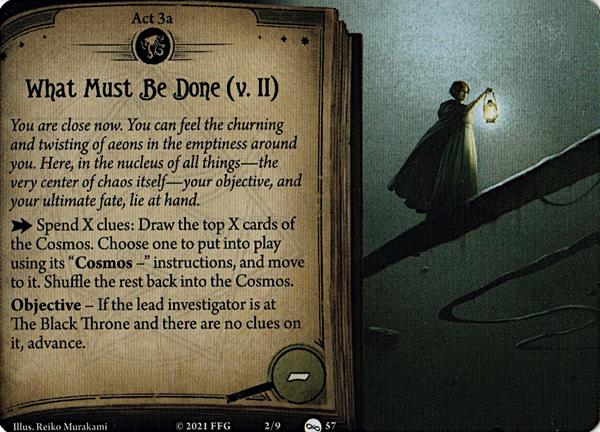 Act 3a
What Must Be Done (v. II)
You are close now. You can feel the churning
and twisting of aeons in the emptiness around
you. Here, in the nucleus of all things—the
very center of chaos itself—your objective, and
your ultimate fate, lie at hand.
Spend X clues: Draw the top X cards of
the Cosmos. Choose one to put into play
using its “Cosmos –” instructions, and move
to it. Shuffle the rest back into the Cosmos.
Objective – If the lead investigator is at
The Black Throne and there are no clues on
it, advance.
–
Illus. Reiko Murakami © 2021 FFG 2/9 57